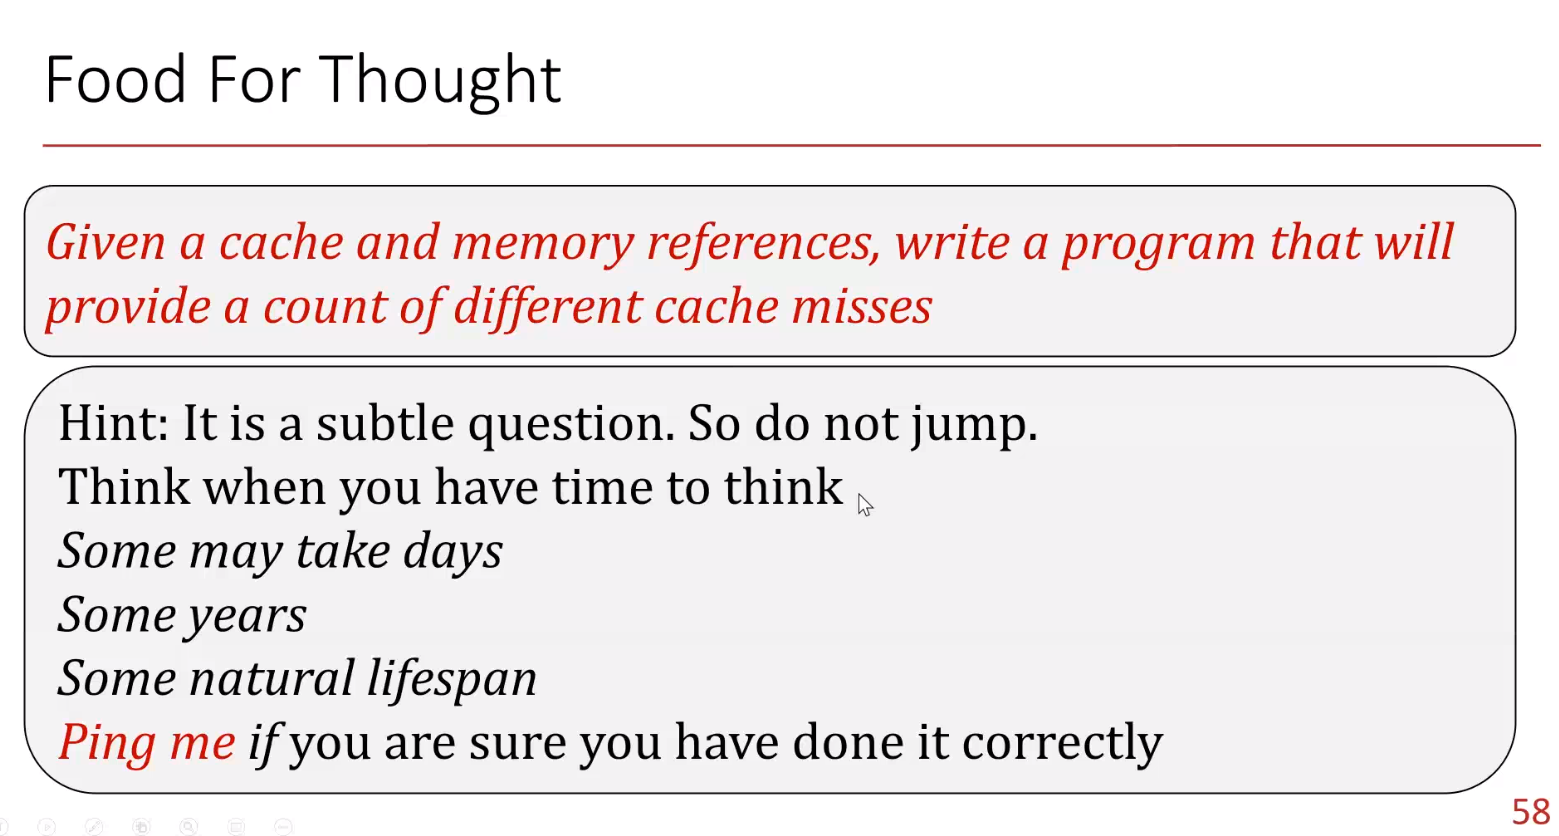 Food For Thought
Given a cache and memory references, write a program that will
provide a count of different cache misses
Hint: It is a subtle question. So do not jump.
Think when you have time to think
Some may take days
Some years
Some natural lifespan
Ping me if you are sure you have done it correctly
58